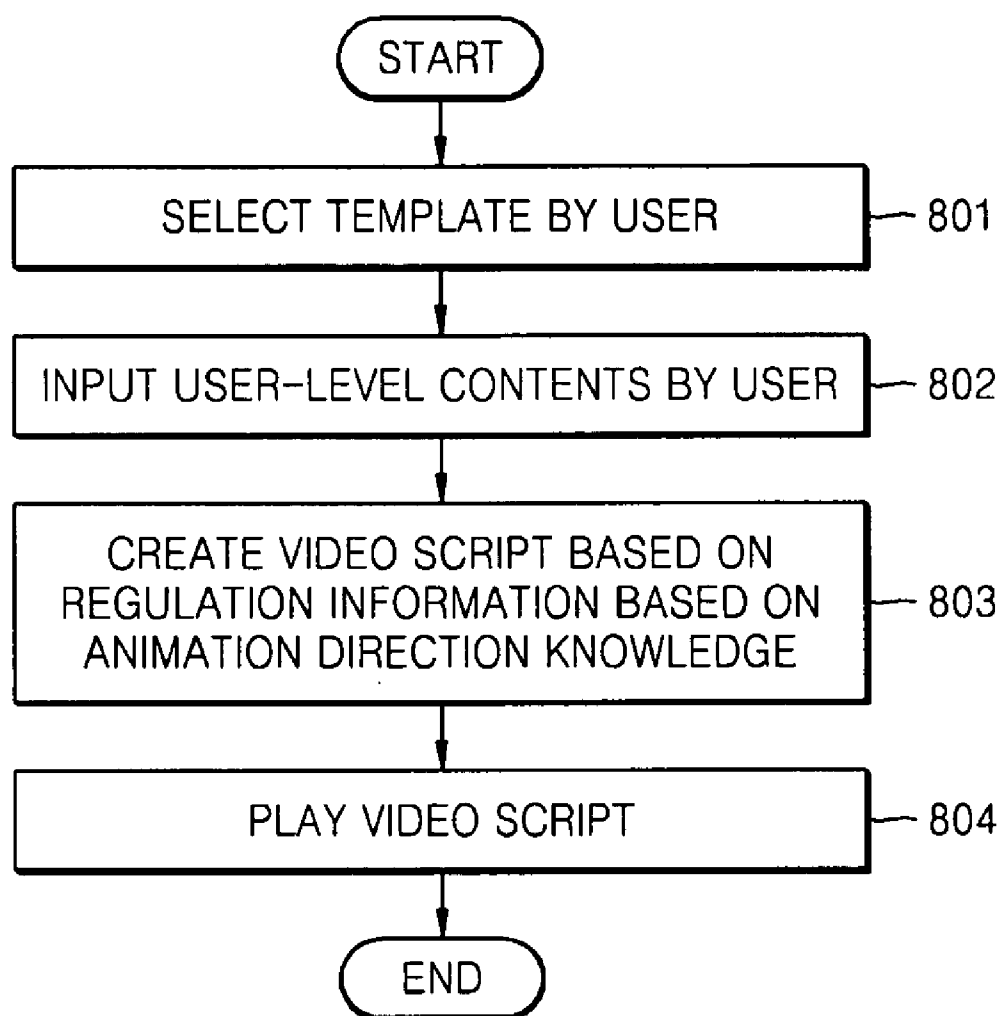 START
SELECT TEMPLATE BY USER
801
INPUT USER-LEVEL CONTENTS BY USER
802
CREATE VIDEO SCRIPT BASED ON
REGULATION INFORMATION BASED ON
ANIMATION DIRECTION KNOWLEDGE
803
PLAY VIDEO SCRIPT
804
END